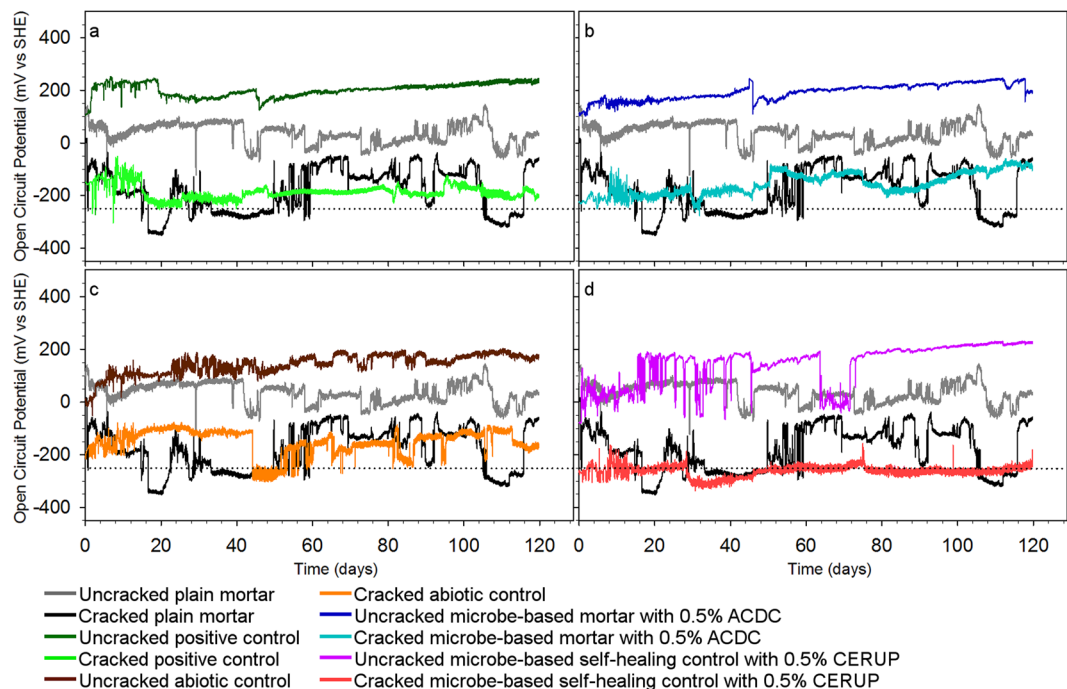 a
b
400
200
0
-200
-400
Open Circuit Potential (mV vs SHE)
c
d
400
200
0
-200
-400
Open Circuit Potential (mV vs SHE)
0 20 40 60 80 100 120
0 20 40 60 80 100 120
Time (days)
Time (days)
Uncracked plain mortar
Cracked plain mortar
Uncracked positive control
Cracked positive control
Uncracked abiotic control
Cracked abiotic control
Uncracked microbe-based mortar with 0.5% ACDC
Cracked microbe-based mortar with 0.5% ACDC
Uncracked microbe-based self-healing control with 0.5% CERUP
Cracked microbe-based self-healing control with 0.5% CERUP